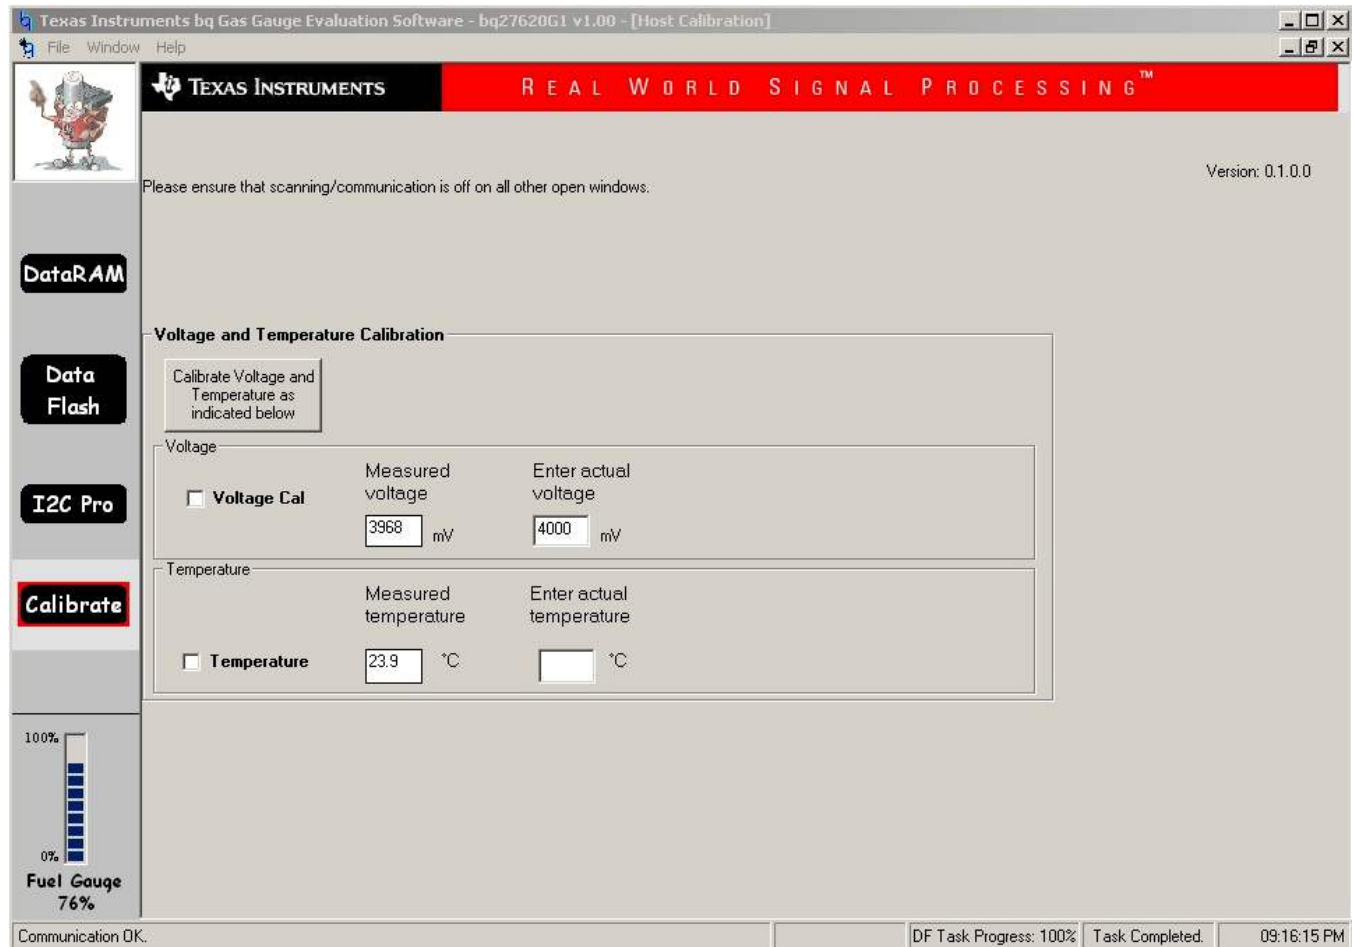 Texas Instruments bq Gas Gauge Evaluation Software - bq27620G1 v1.00 - [Host Calibration]
File Window Help
TEXAS INSTRUMENTS
REAL WORLD SIGNAL PROCESSING™
Version: 0.1.0.0
Please ensure that scanning/communication is off on all other open windows.
DataRAM
Data
Flash
I2C Pro
Calibrate
Voltage and Temperature Calibration
Calibrate Voltage and
Temperature as
indicated below
Voltage
Measured
voltage
Enter actual
voltage
Voltage Cal
3968 mV
4000 mV
Temperature
Measured
temperature
Enter actual
temperature
Temperature
23.9 °C
°C
100%
0%
Fuel Gauge
76%
Communication OK.
DF Task Progress: 100%
Task Completed.
09:16:15 PM